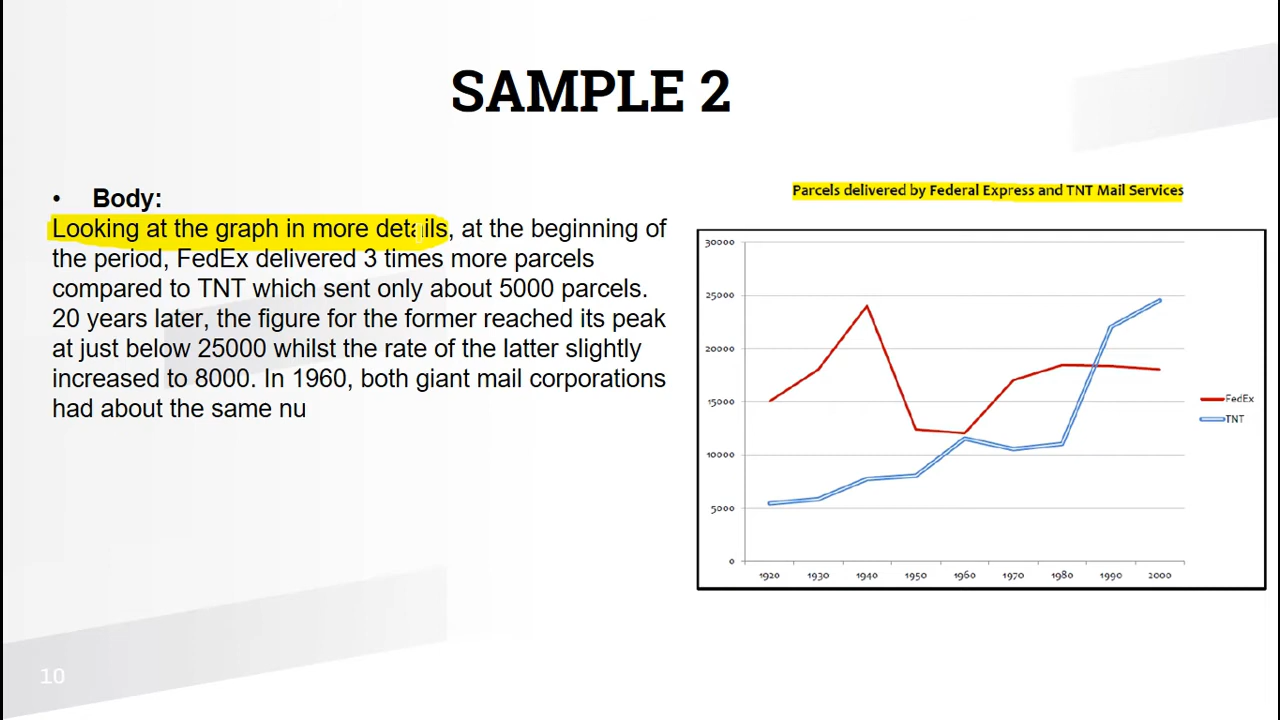 SAMPLE 2
• Body:
Looking at the graph in more details, at the beginning of
the period, FedEx delivered 3 times more parcels
compared to TNT which sent only about 5000 parcels.
20 years later, the figure for the former reached its peak
at just below 25000 whilst the rate of the latter slightly
increased to 8000. In 1960, both giant mail corporations
had about the same nu
Parcels delivered by Federal Express and TNT Mail Services
30000
25000
20000
15000
10000
5000
0
1920 1930 1940 1950 1960 1970 1980 1990 2000
FedEx
TNT
10